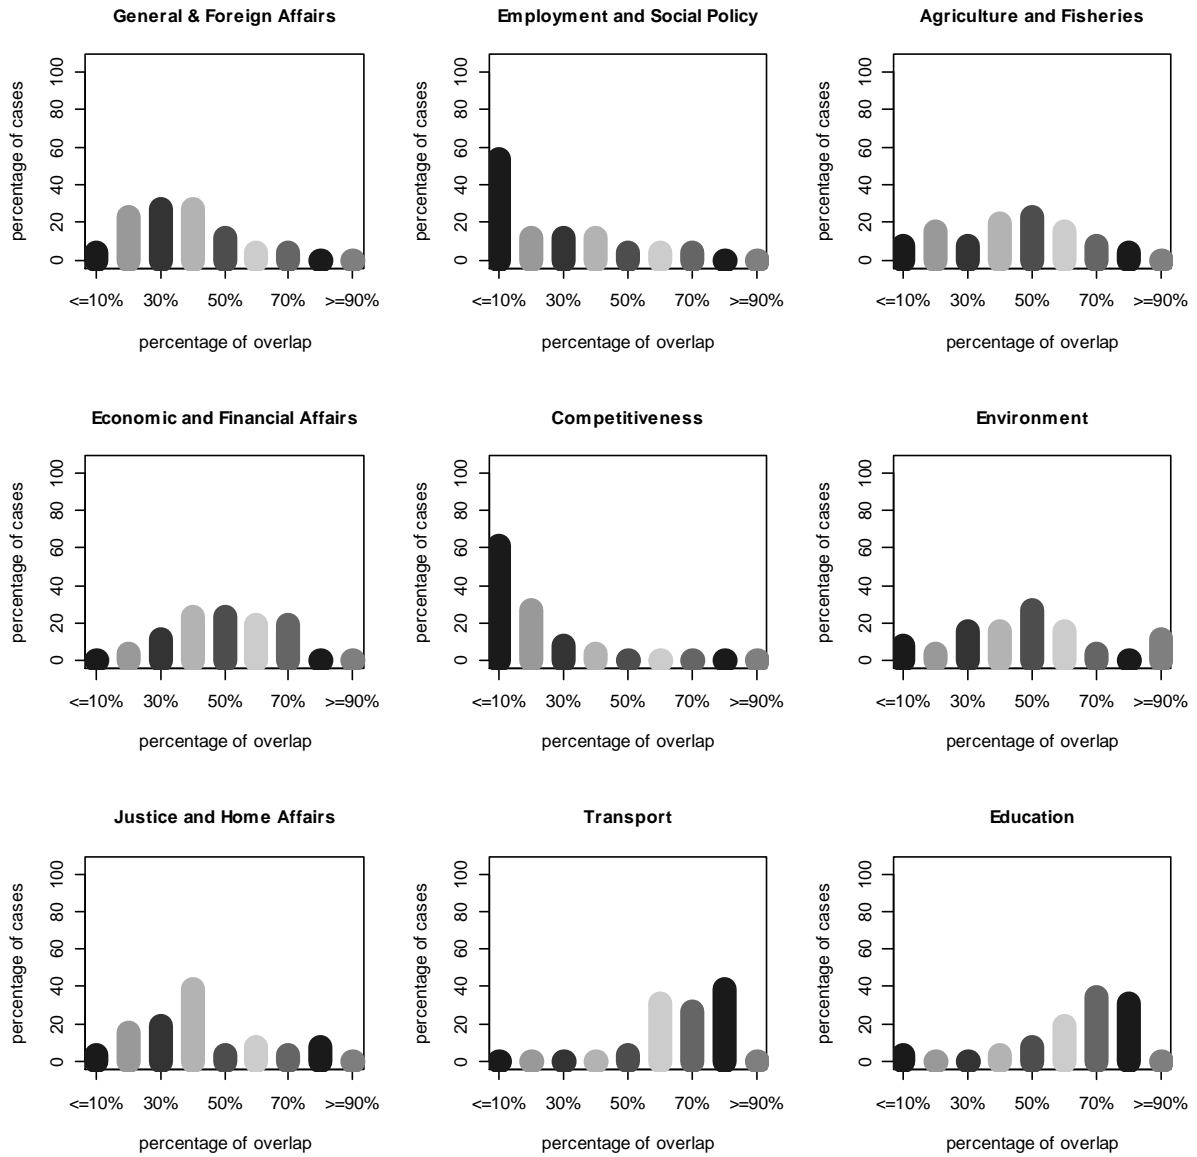 General & Foreign Affairs
percentage of cases
0 20 40 60 80 100
<=10% 30% 50% 70% >=90%
percentage of overlap
Employment and Social Policy
percentage of cases
0 20 40 60 80 100
<=10% 30% 50% 70% >=90%
percentage of overlap
Agriculture and Fisheries
percentage of cases
0 20 40 60 80 100
<=10% 30% 50% 70% >=90%
percentage of overlap
Economic and Financial Affairs
percentage of cases
0 20 40 60 80 100
<=10% 30% 50% 70% >=90%
percentage of overlap
Competitiveness
percentage of cases
0 20 40 60 80 100
<=10% 30% 50% 70% >=90%
percentage of overlap
Environment
percentage of cases
0 20 40 60 80 100
<=10% 30% 50% 70% >=90%
percentage of overlap
Justice and Home Affairs
percentage of cases
0 20 40 60 80 100
<=10% 30% 50% 70% >=90%
percentage of overlap
Transport
percentage of cases
0 20 40 60 80 100
<=10% 30% 50% 70% >=90%
percentage of overlap
Education
percentage of cases
0 20 40 60 80 100
<=10% 30% 50% 70% >=90%
percentage of overlap